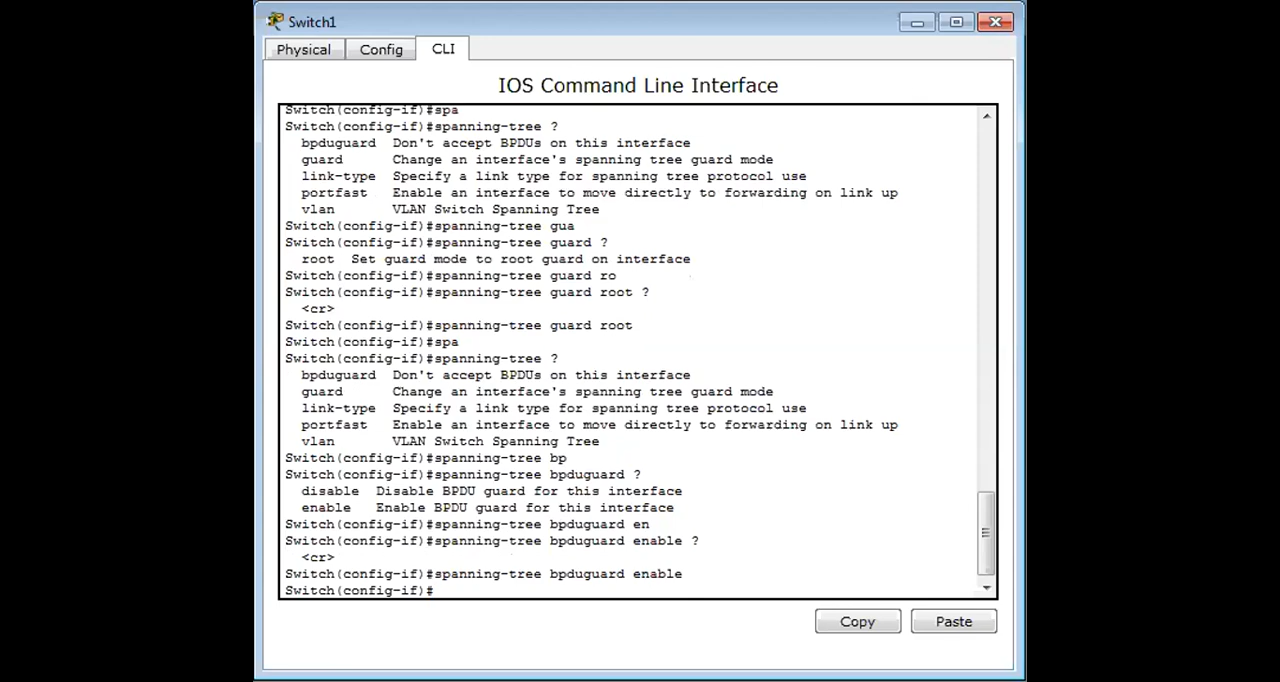 Switch1
Physical Config CLI
IOS Command Line Interface
Switch(config-if)#spa
Switch(config-if)#spanning-tree ?
bpduguard Don't accept BPDUs on this interface
guard Change an interface's spanning tree guard mode
link-type Specify a link type for spanning tree protocol use
portfast Enable an interface to move directly to forwarding on link up
vlan VLAN Switch Spanning Tree
Switch(config-if)#spanning-tree gua
Switch(config-if)#spanning-tree guard ?
root Set guard mode to root guard on interface
Switch(config-if)#spanning-tree guard ro
Switch(config-if)#spanning-tree guard root ?
<cr>
Switch(config-if)#spanning-tree guard root
Switch(config-if)#spa
Switch(config-if)#spanning-tree ?
bpduguard Don't accept BPDUs on this interface
guard Change an interface's spanning tree guard mode
link-type Specify a link type for spanning tree protocol use
portfast Enable an interface to move directly to forwarding on link up
vlan VLAN Switch Spanning Tree
Switch(config-if)#spanning-tree bp
Switch(config-if)#spanning-tree bpduguard ?
disable Disable BPDU guard for this interface
enable Enable BPDU guard for this interface
Switch(config-if)#spanning-tree bpduguard en
Switch(config-if)#spanning-tree bpduguard enable ?
<cr>
Switch(config-if)#spanning-tree bpduguard enable
Switch(config-if)#
Copy Paste